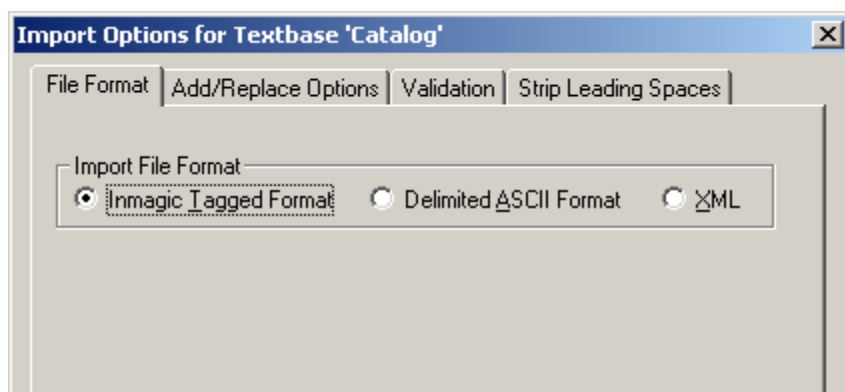 Import Options for Textbase 'Catalog'
File Format Add/Replace Options Validation Strip Leading Spaces
Import File Format
Inmagic Tagged Format Delimited ASCII Format XML